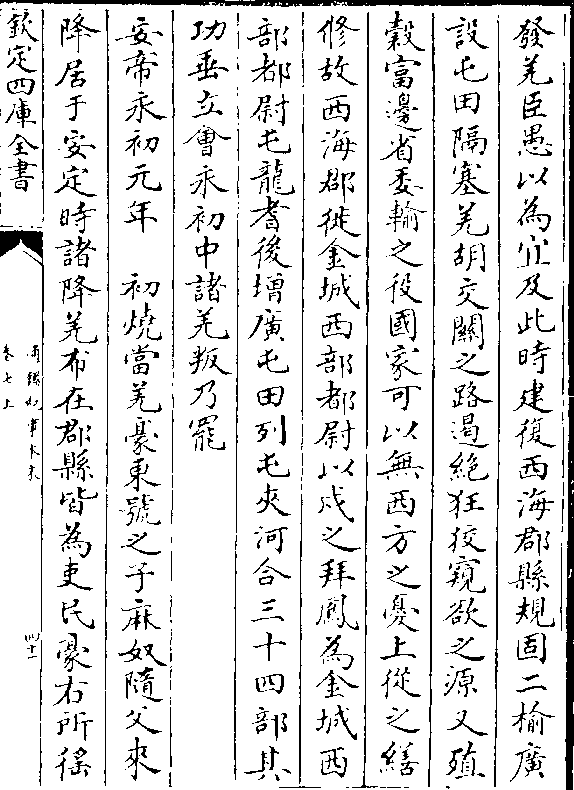 發羌臣愚以為宜及此時建復西海郡縣規固二榆廣
設屯田隔塞羌胡交關之路遏絶狂狡窺欲之源又殖
穀富邊省委輸之役國家可以無西方之憂上從之繕
修故西海郡徙金城西部都尉以戍之拜鳳為金城西
部都尉屯龍耆後增廣屯田列屯夾河合三十四部其
功垂立會永初中諸羌叛乃罷
安帝永初元年　初燒當羌豪東號之子麻奴隨父來
降居于安定時諸降羌布在郡縣皆為吏民豪右所徭
欽定四庫全書
通鑑紀事本末
卷七上
四十一